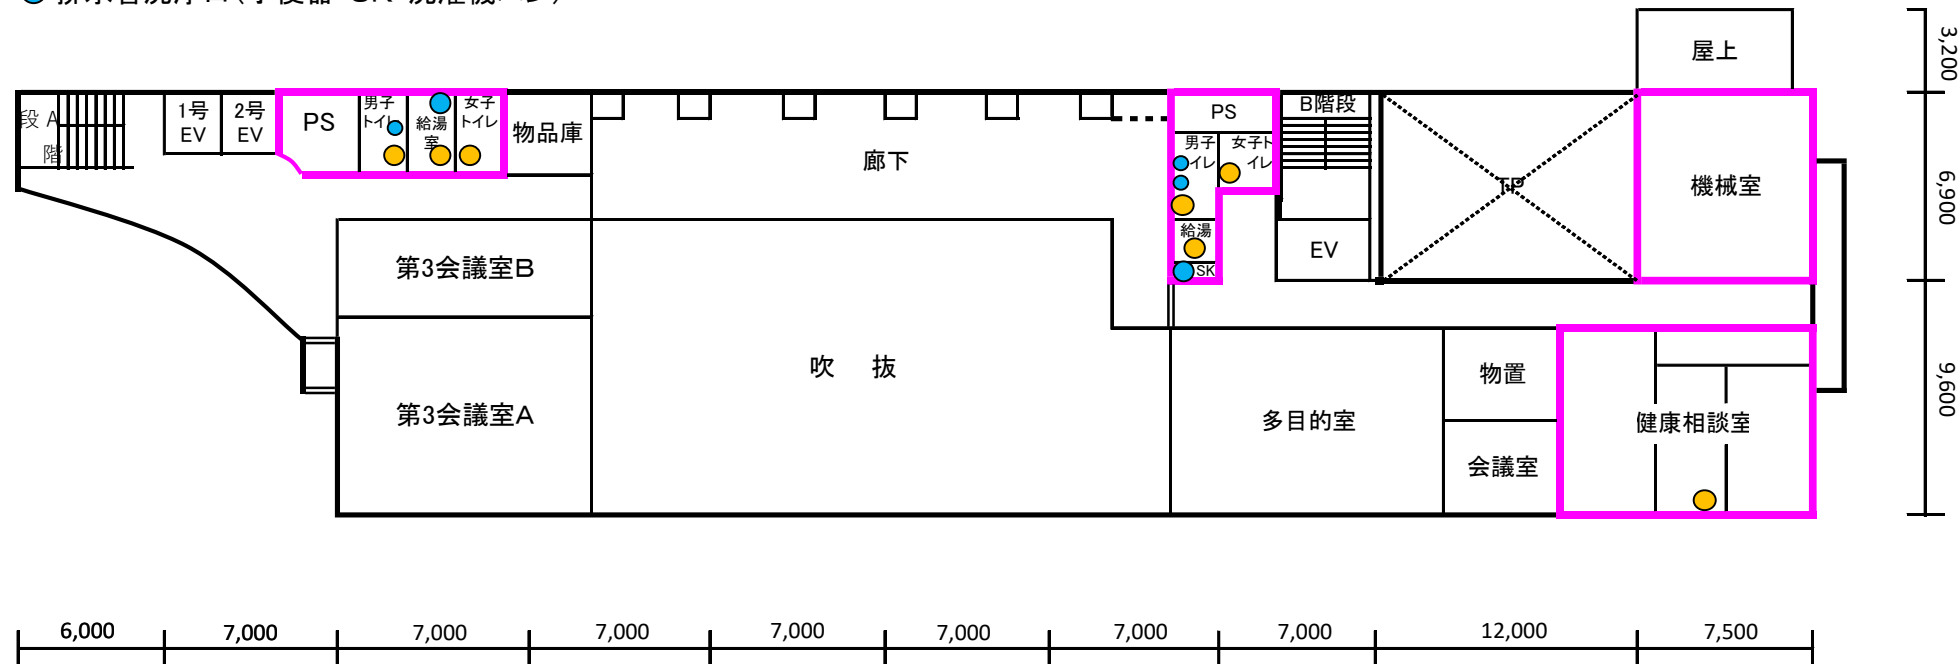 屋上
3,200
段 A
階
1号
EV
2号
EV
PS
男子
トイレ
給湯
室
女子
トイレ
物品庫
廊下
PS
男子
イレ
女子ト
イレ
給湯
SK
B階段
EV
機械室
6,900
第3会議室B
第3会議室A
吹 抜
多目的室
物置
会議室
健康相談室
9,600
6,000
7,000
7,000
7,000
7,000
7,000
7,000
7,000
12,000
7,500